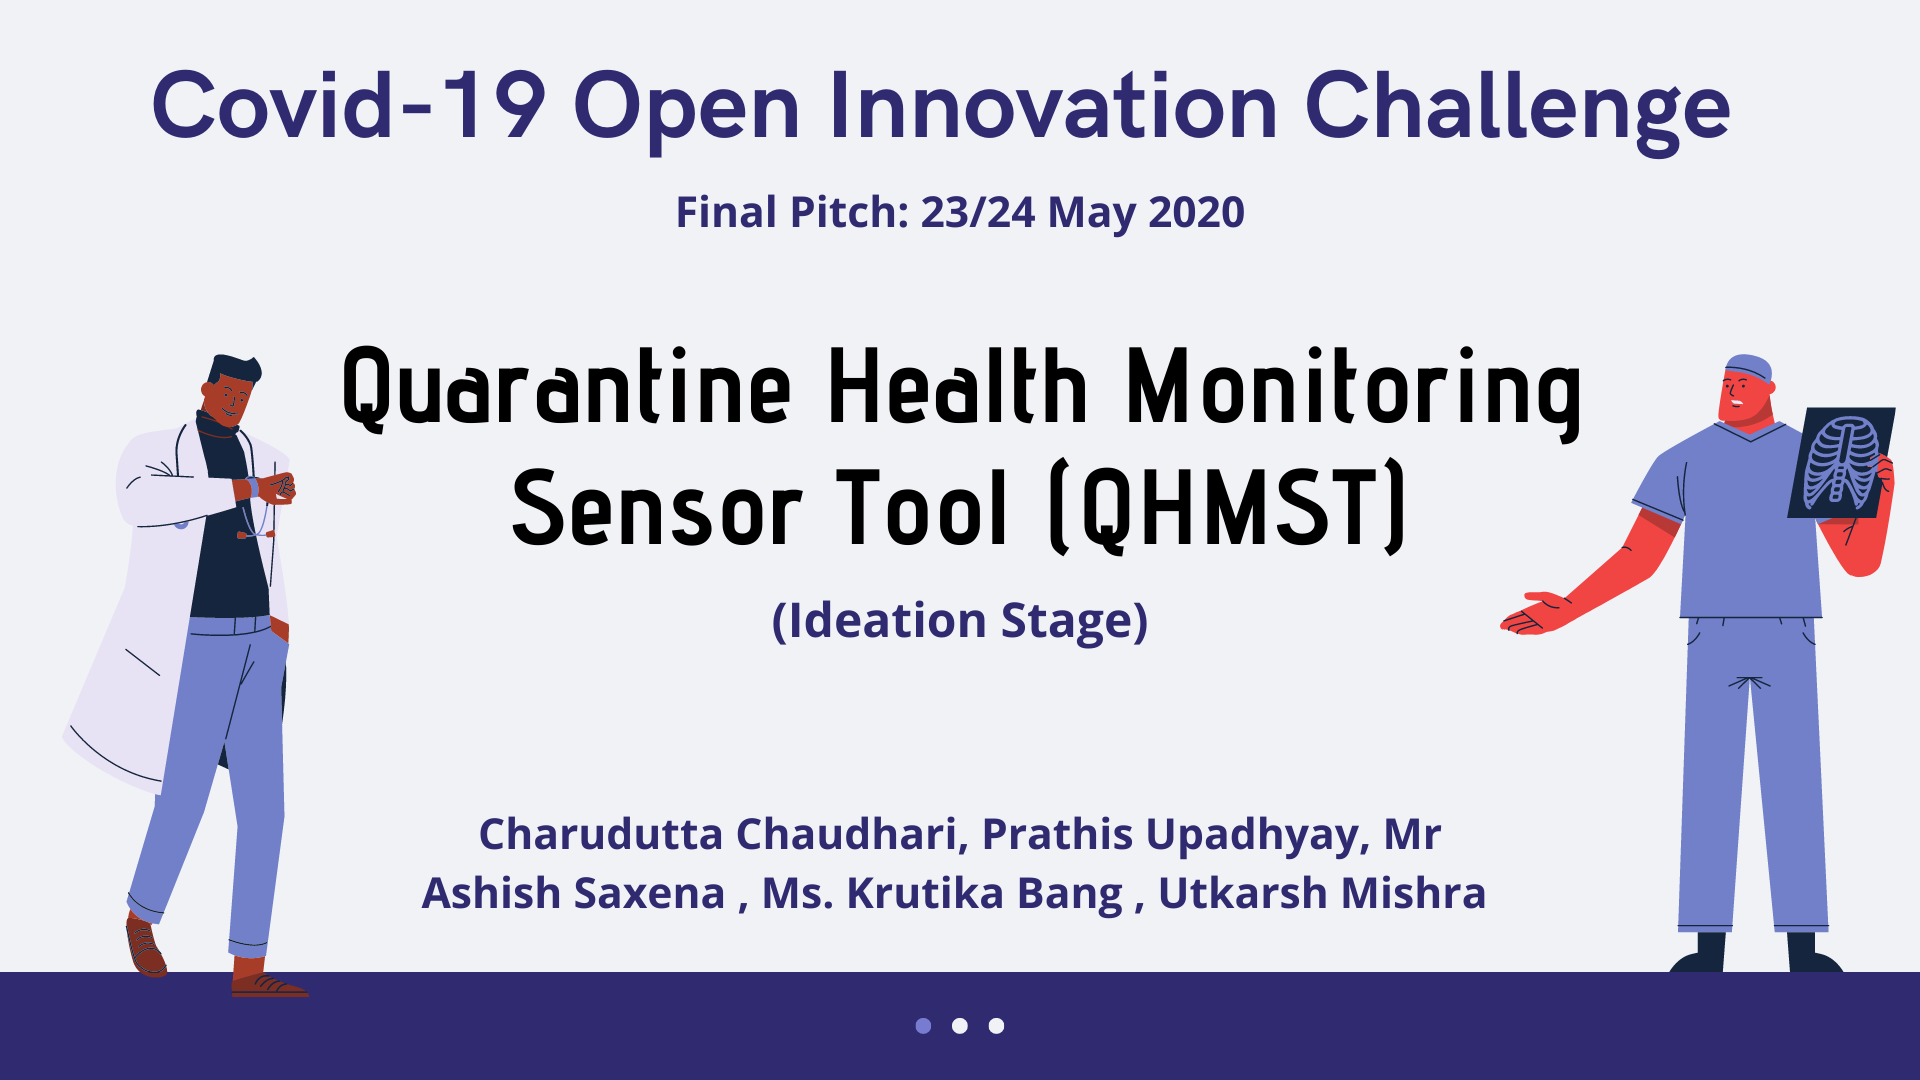 Covid-19 Open Innovation Challenge
Final Pitch: 23/24 May 2020
Quarantine Health Monitoring
Sensor Tool (QHMST)
(Ideation Stage)
Charudutta Chaudhari, Prathis Upadhyay, Mr
Ashish Saxena , Ms. Krutika Bang , Utkarsh Mishra